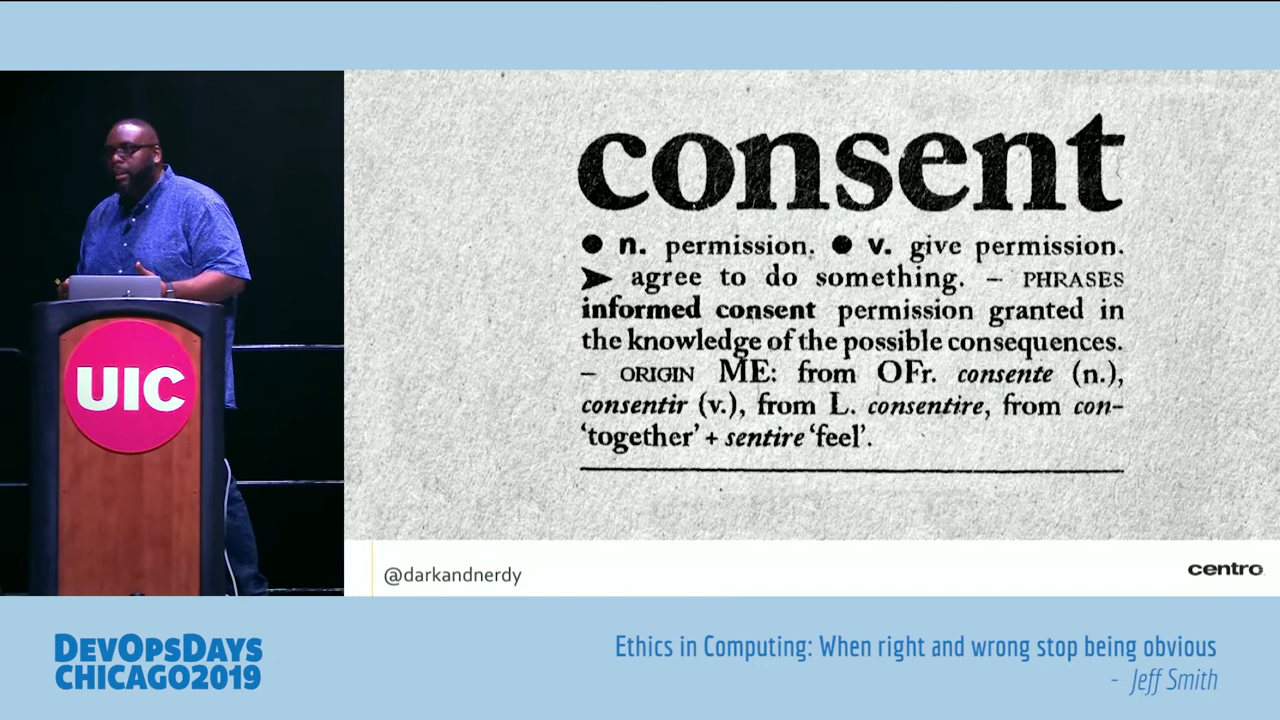 consent
● n. permission. ● v. give permission.
➤ agree to do something. – PHRASES
informed consent permission granted in
the knowledge of the possible consequences.
– ORIGIN ME: from OFr. consente (n.),
consentir (v.), from L. consentire, from con-
‘together’ + sentire ‘feel’.
UIC
@darkandnerdy
centro
DEVOPSDAYS
CHICAGO2019
Ethics in Computing: When right and wrong stop being obvious
- Jeff Smith